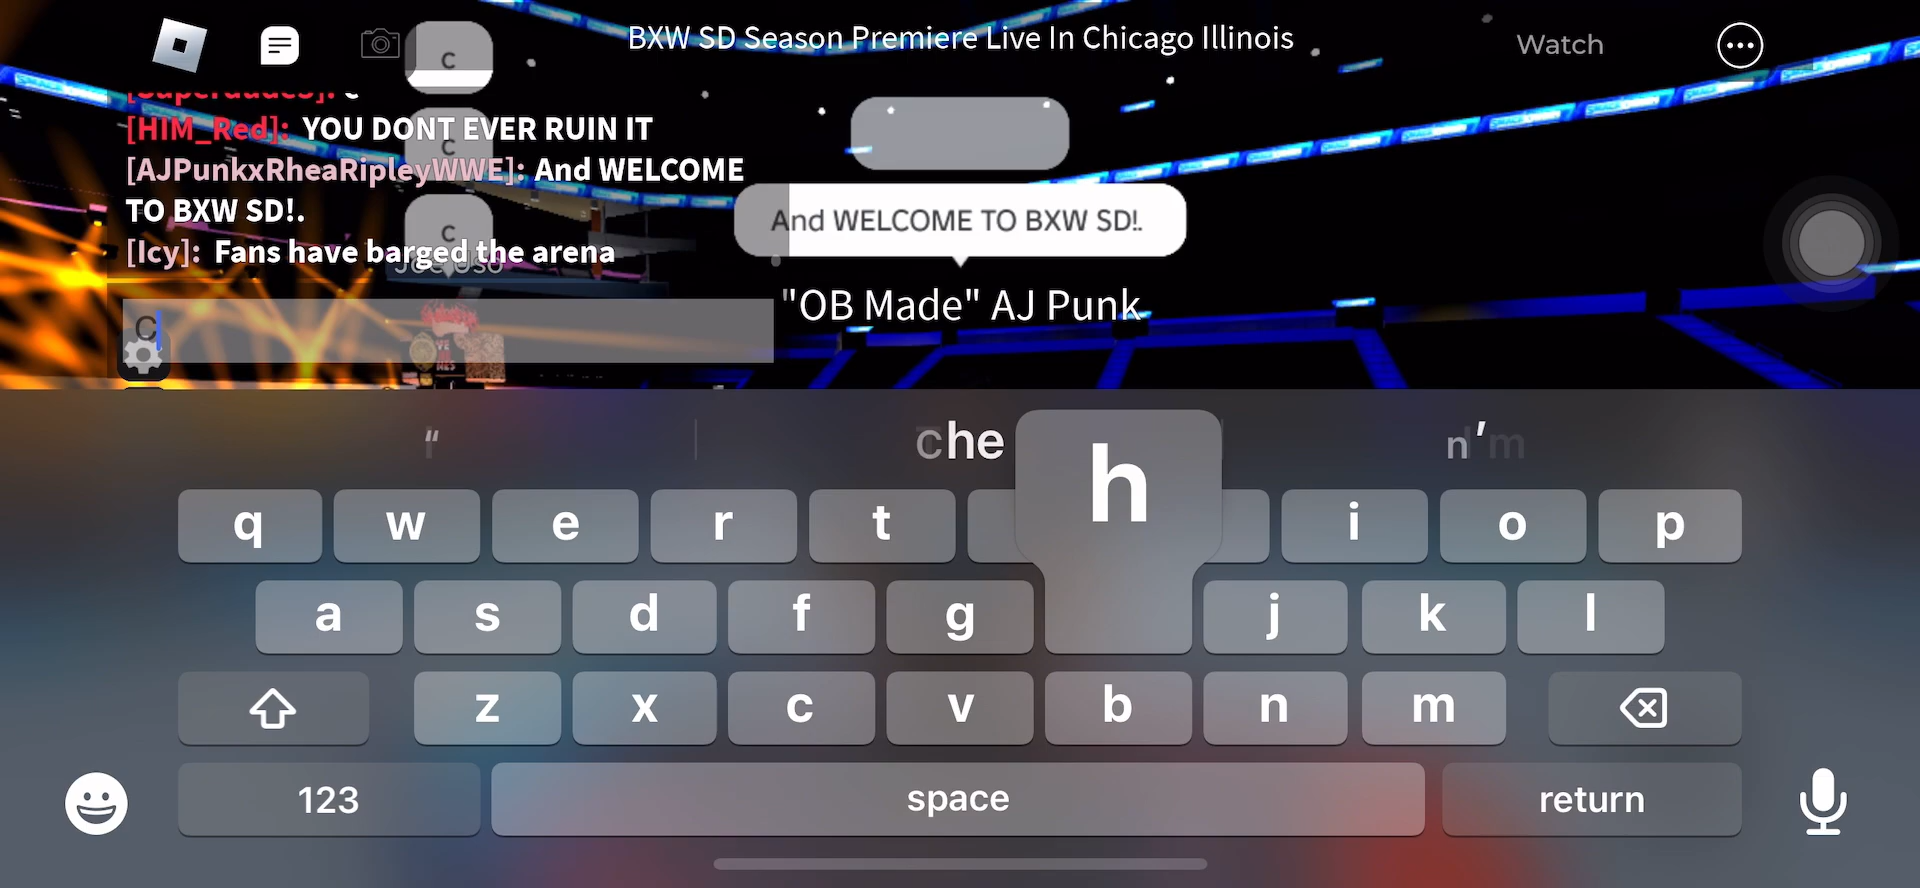 BXW SD Season Premiere Live In Chicago Illinois
Watch
c
[HIM_Red]: YOU DONT EVER RUIN IT
c
[AJPunkxRheaRipleyWWE]: And WELCOME
TO BXW SD!.
c
[Icy]: Fans have barged the arena
And WELCOME TO BXW SD!.
"OB Made" AJ Punk
C
che
h
q w e r t i o p
a s d f g j k l
z x c v b n m
123 space return